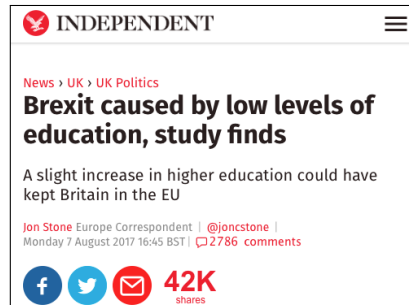 INDEPENDENT
News › UK › UK Politics
Brexit caused by low levels of
education, study finds
A slight increase in higher education could have
kept Britain in the EU
Jon Stone Europe Correspondent | @joncstone |
Monday 7 August 2017 16:45 BST | 2786 comments
42K
shares